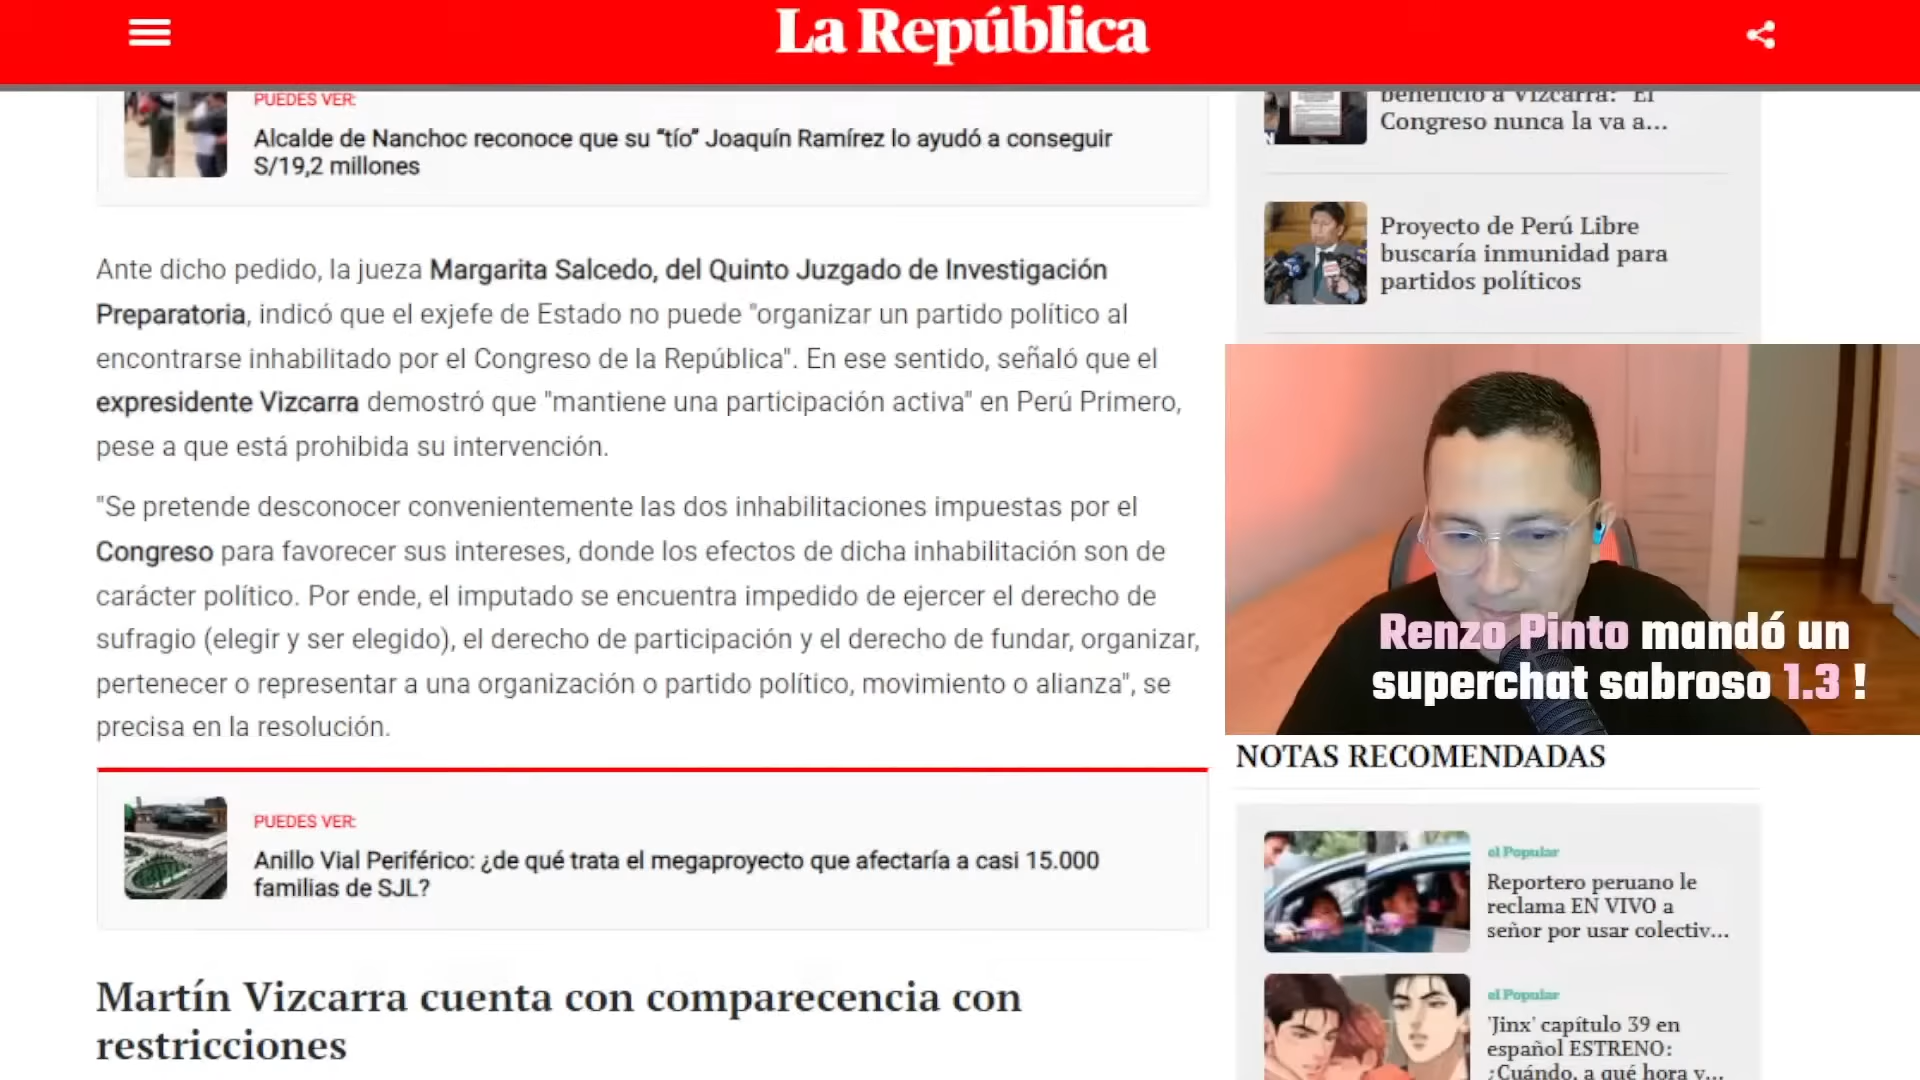 La República
PUEDES VER:
Alcalde de Nanchoc reconoce que su “tío” Joaquín Ramírez lo ayudó a conseguir
S/19,2 millones
Ante dicho pedido, la jueza Margarita Salcedo, del Quinto Juzgado de Investigación
Preparatoria, indicó que el exjefe de Estado no puede "organizar un partido político al
encontrarse inhabilitado por el Congreso de la República". En ese sentido, señaló que el
expresidente Vizcarra demostró que "mantiene una participación activa" en Perú Primero,
pese a que está prohibida su intervención.
"Se pretende desconocer convenientemente las dos inhabilitaciones impuestas por el
Congreso para favorecer sus intereses, donde los efectos de dicha inhabilitación son de
carácter político. Por ende, el imputado se encuentra impedido de ejercer el derecho de
sufragio (elegir y ser elegido), el derecho de participación y el derecho de fundar, organizar,
pertenecer o representar a una organización o partido político, movimiento o alianza", se
precisa en la resolución.
PUEDES VER:
Anillo Vial Periférico: ¿de qué trata el megaproyecto que afectaría a casi 15.000
familias de SJL?
Martín Vizcarra cuenta con comparecencia con
restricciones
beneficio a Vizcarra: "El
Congreso nunca la va a...
Proyecto de Perú Libre
buscaría inmunidad para
partidos políticos
Renzo Pinto mandó un
superchat sabroso 1.3 !
NOTAS RECOMENDADAS
el Popular
Reportero peruano le
reclama EN VIVO a
señor por usar colectiv...
el Popular
'Jinx' capítulo 39 en
español ESTRENO:
¿Cuándo, a qué hora y...